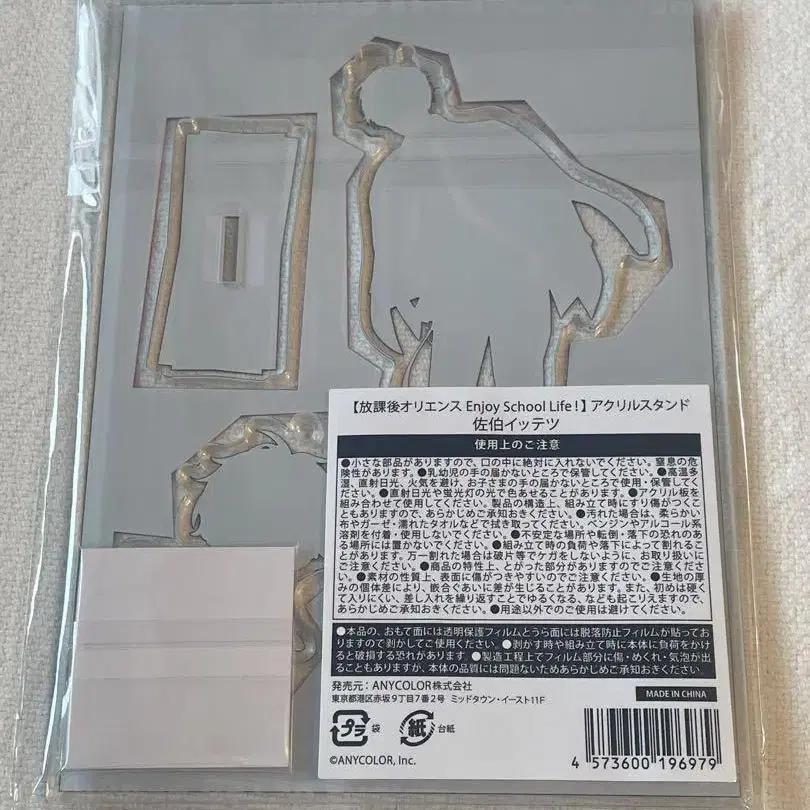 【放課後オリエンス Enjoy School Life!】アクリルスタンド
佐伯イッテツ
使用上のご注意
●小さな部品がありますので、口の中に絶対に入れないでください。窒息の危
険性があります。●乳幼児の手の届かないところで保管してください。●高温多
湿、直射日光、火気を避け、お子さまの手の届かないところで使用・保管してく
ださい。●直射日光や蛍光灯の光で色あせることがあります。●アクリル板を
組み合わせて使用してください。製品の構造上、組み立て時にすり傷がつくこ
ともありますので、あらかじめご承知おきください。●汚れた場合は、柔らかい
布やガーゼ・濡れたタオルなどで拭き取ってください。ベンジンやアルコール系
溶剤を付着・使用しないでください。●不安定な場所や転倒・落下の恐れのあ
る場所には置かないでください。●組み立て時の負荷や落下によって割れるこ
とがあります。万一割れた場合は破片等でケガをしないように、お取り扱いに
ご注意ください。●商品の特性上、とがった部分がありますのでご注意くださ
い。●素材の性質上、表面に傷がつきやすいのでご注意ください。●生地の厚
みの個体差により、嵌合ぐあいに差が生じることがあります。また、初めは硬く
て入りにくい、差し入れを繰り返すことでゆるくなる、なども起こりえますので、
あらかじめご承知おきください。●用途以外でのご使用は避けてください。
●本品の、おもて面には透明保護フィルムとうら面には脱落防止フィルムが貼ってお
りますので剥がしてご使用ください。●剥がす時や組み立て時に本体に負荷をかけ
ると破損する恐れがあります。●製造工程上でフィルム部分に傷・めくれ・気泡が出
ることもありますが、本体の品質には問題ないためあらかじめご承知おきください。
発売元：ANYCOLOR株式会社
東京都港区赤坂9丁目7番2号 ミッドタウン・イースト11F
MADE IN CHINA
プラ 袋 紙 台紙
©ANYCOLOR, Inc.
4 573600 196979